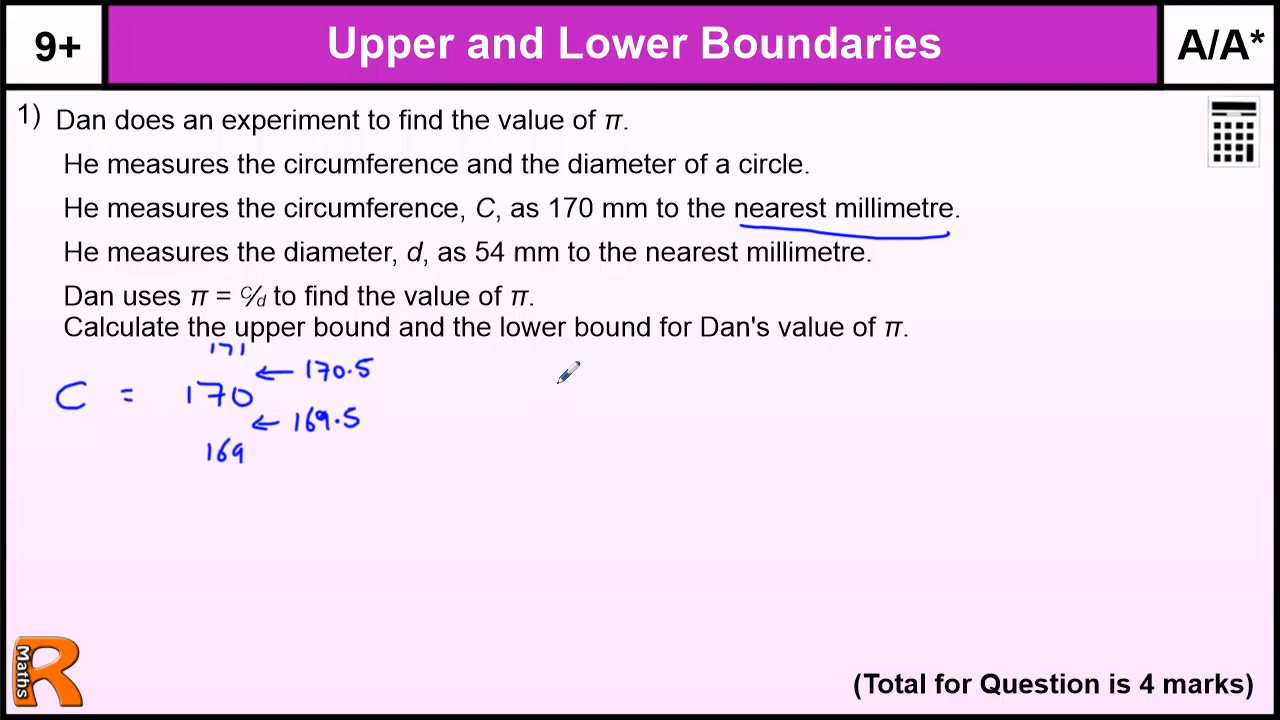 9+
Upper and Lower Boundaries
A/A*
1) Dan does an experiment to find the value of π.
He measures the circumference and the diameter of a circle.
He measures the circumference, C, as 170 mm to the nearest millimetre.
He measures the diameter, d, as 54 mm to the nearest millimetre.
Dan uses π = C/d to find the value of π.
Calculate the upper bound and the lower bound for Dan's value of π.
171
← 170.5
C = 170
← 169.5
169
R Maths
(Total for Question is 4 marks)